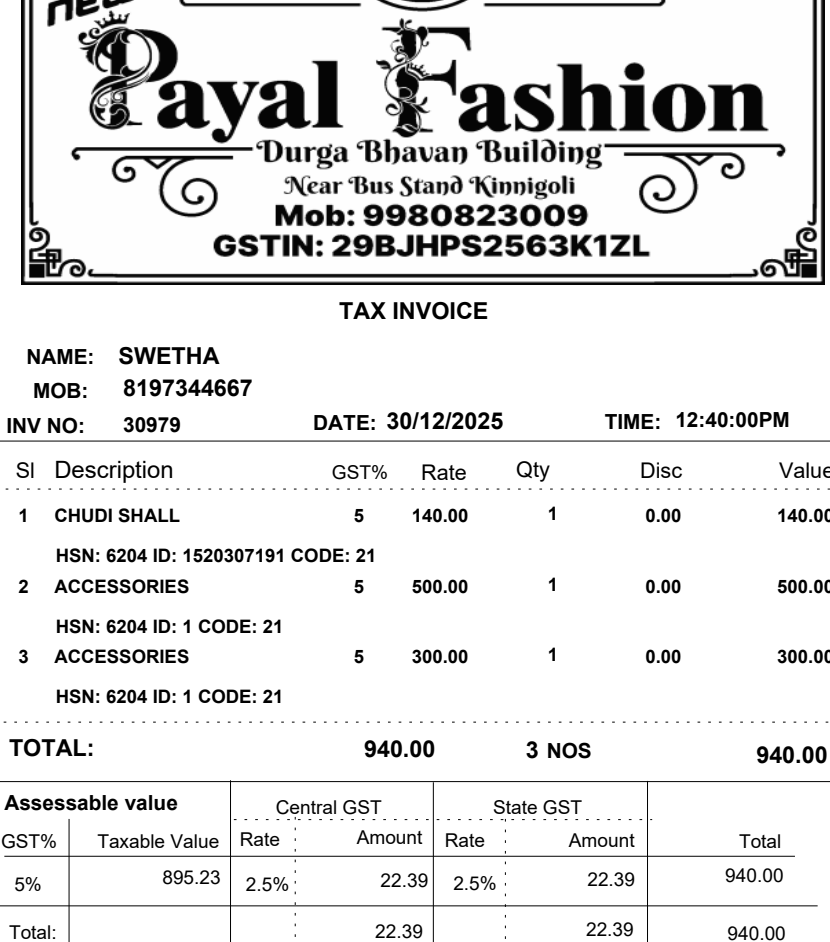 new
Payal Fashion
Durga Bhavan Building
Near Bus Stand Kinnigoli
Mob: 9980823009
GSTIN: 29BJHPS2563K1ZL
TAX INVOICE
NAME: SWETHA
MOB: 8197344667
INV NO: 30979 DATE: 30/12/2025 TIME: 12:40:00PM
Sl Description GST% Rate Qty Disc Value
1 CHUDI SHALL 5 140.00 1 0.00 140.00
HSN: 6204 ID: 1520307191 CODE: 21
2 ACCESSORIES 5 500.00 1 0.00 500.00
HSN: 6204 ID: 1 CODE: 21
3 ACCESSORIES 5 300.00 1 0.00 300.00
HSN: 6204 ID: 1 CODE: 21
TOTAL: 940.00 3 NOS 940.00
Assessable value Central GST State GST
GST% Taxable Value Rate Amount Rate Amount Total
5% 895.23 2.5% 22.39 2.5% 22.39 940.00
Total: 22.39 22.39 940.00